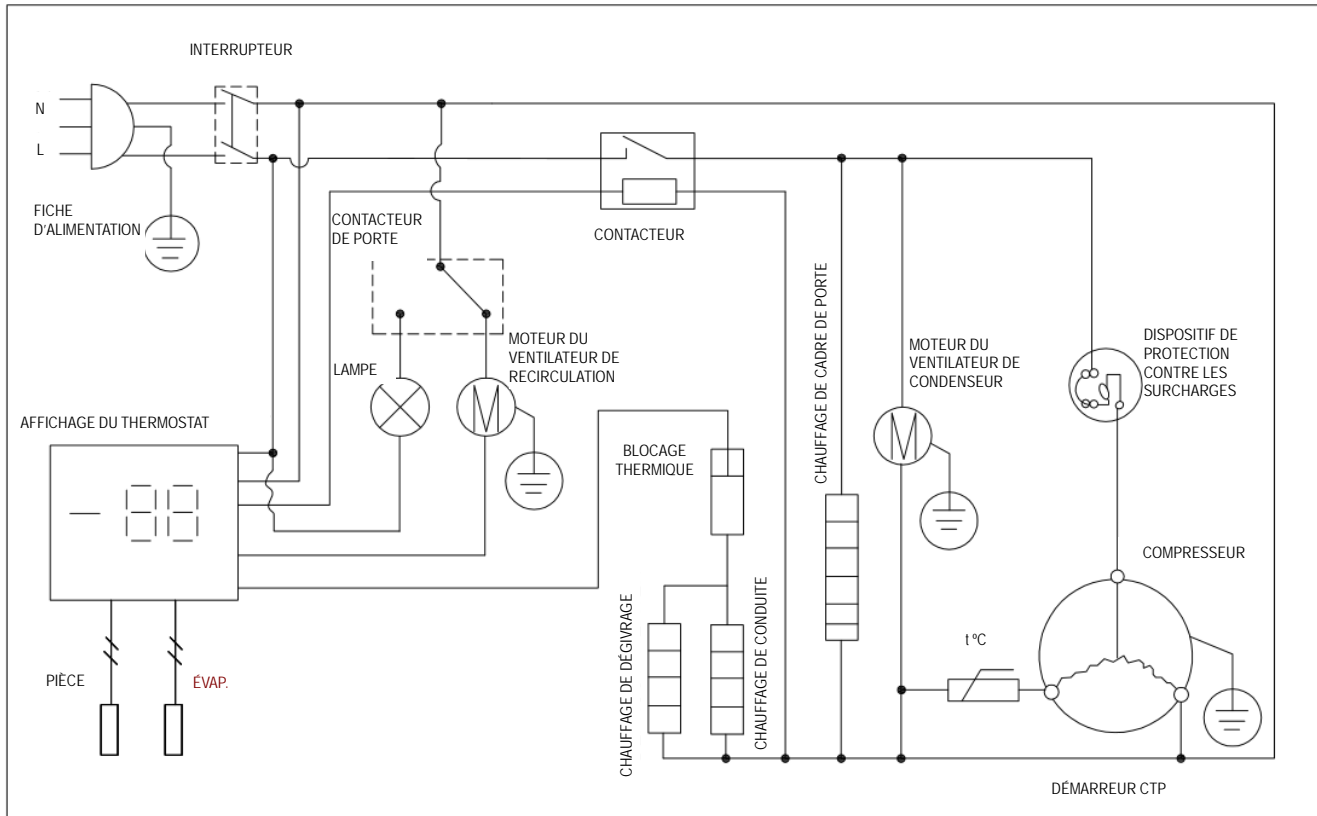 INTERRUPTEUR
N
L
FICHE
D'ALIMENTATION
CONTACTEUR
DE PORTE
CONTACTEUR
LAMPE
MOTEUR DU
VENTILATEUR DE
RECIRCULATION
CHAUFFAGE DE CADRE DE PORTE
MOTEUR DU
VENTILATEUR DE
CONDENSEUR
DISPOSITIF DE
PROTECTION
CONTRE LES
SURCHARGES
AFFICHAGE DU THERMOSTAT
BLOCAGE
THERMIQUE
COMPRESSEUR
CHAUFFAGE DE DÉGIVRAGE
CHAUFFAGE DE CONDUITE
t ºC
PIÈCE
ÉVAP.
DÉMARREUR CTP